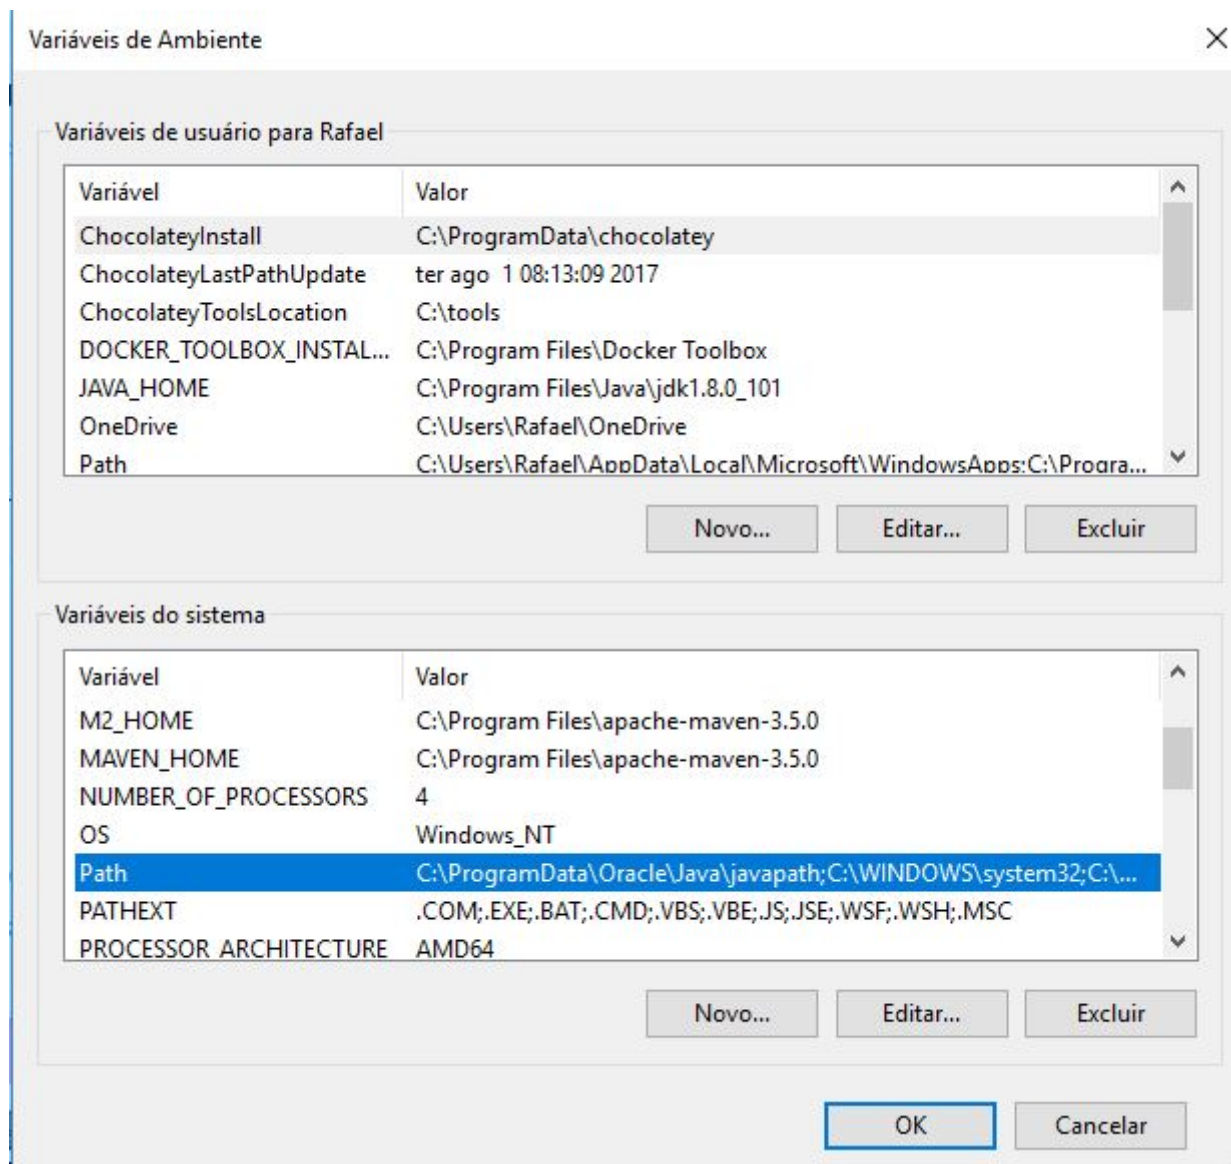 Variáveis de Ambiente
Variáveis de usuário para Rafael
Variável Valor
ChocolateyInstall C:\ProgramData\chocolatey
ChocolateyLastPathUpdate ter ago  1 08:13:09 2017
ChocolateyToolsLocation C:\tools
DOCKER_TOOLBOX_INSTAL... C:\Program Files\Docker Toolbox
JAVA_HOME C:\Program Files\Java\jdk1.8.0_101
OneDrive C:\Users\Rafael\OneDrive
Path C:\Users\Rafael\AppData\Local\Microsoft\WindowsApps;C:\Progra...
Novo... Editar... Excluir
Variáveis do sistema
Variável Valor
M2_HOME C:\Program Files\apache-maven-3.5.0
MAVEN_HOME C:\Program Files\apache-maven-3.5.0
NUMBER_OF_PROCESSORS 4
OS Windows_NT
Path C:\ProgramData\Oracle\Java\javapath;C:\WINDOWS\system32;C:\...
PATHEXT .COM;.EXE;.BAT;.CMD;.VBS;.VBE;.JS;.JSE;.WSF;.WSH;.MSC
PROCESSOR_ARCHITECTURE AMD64
Novo... Editar... Excluir
OK Cancelar